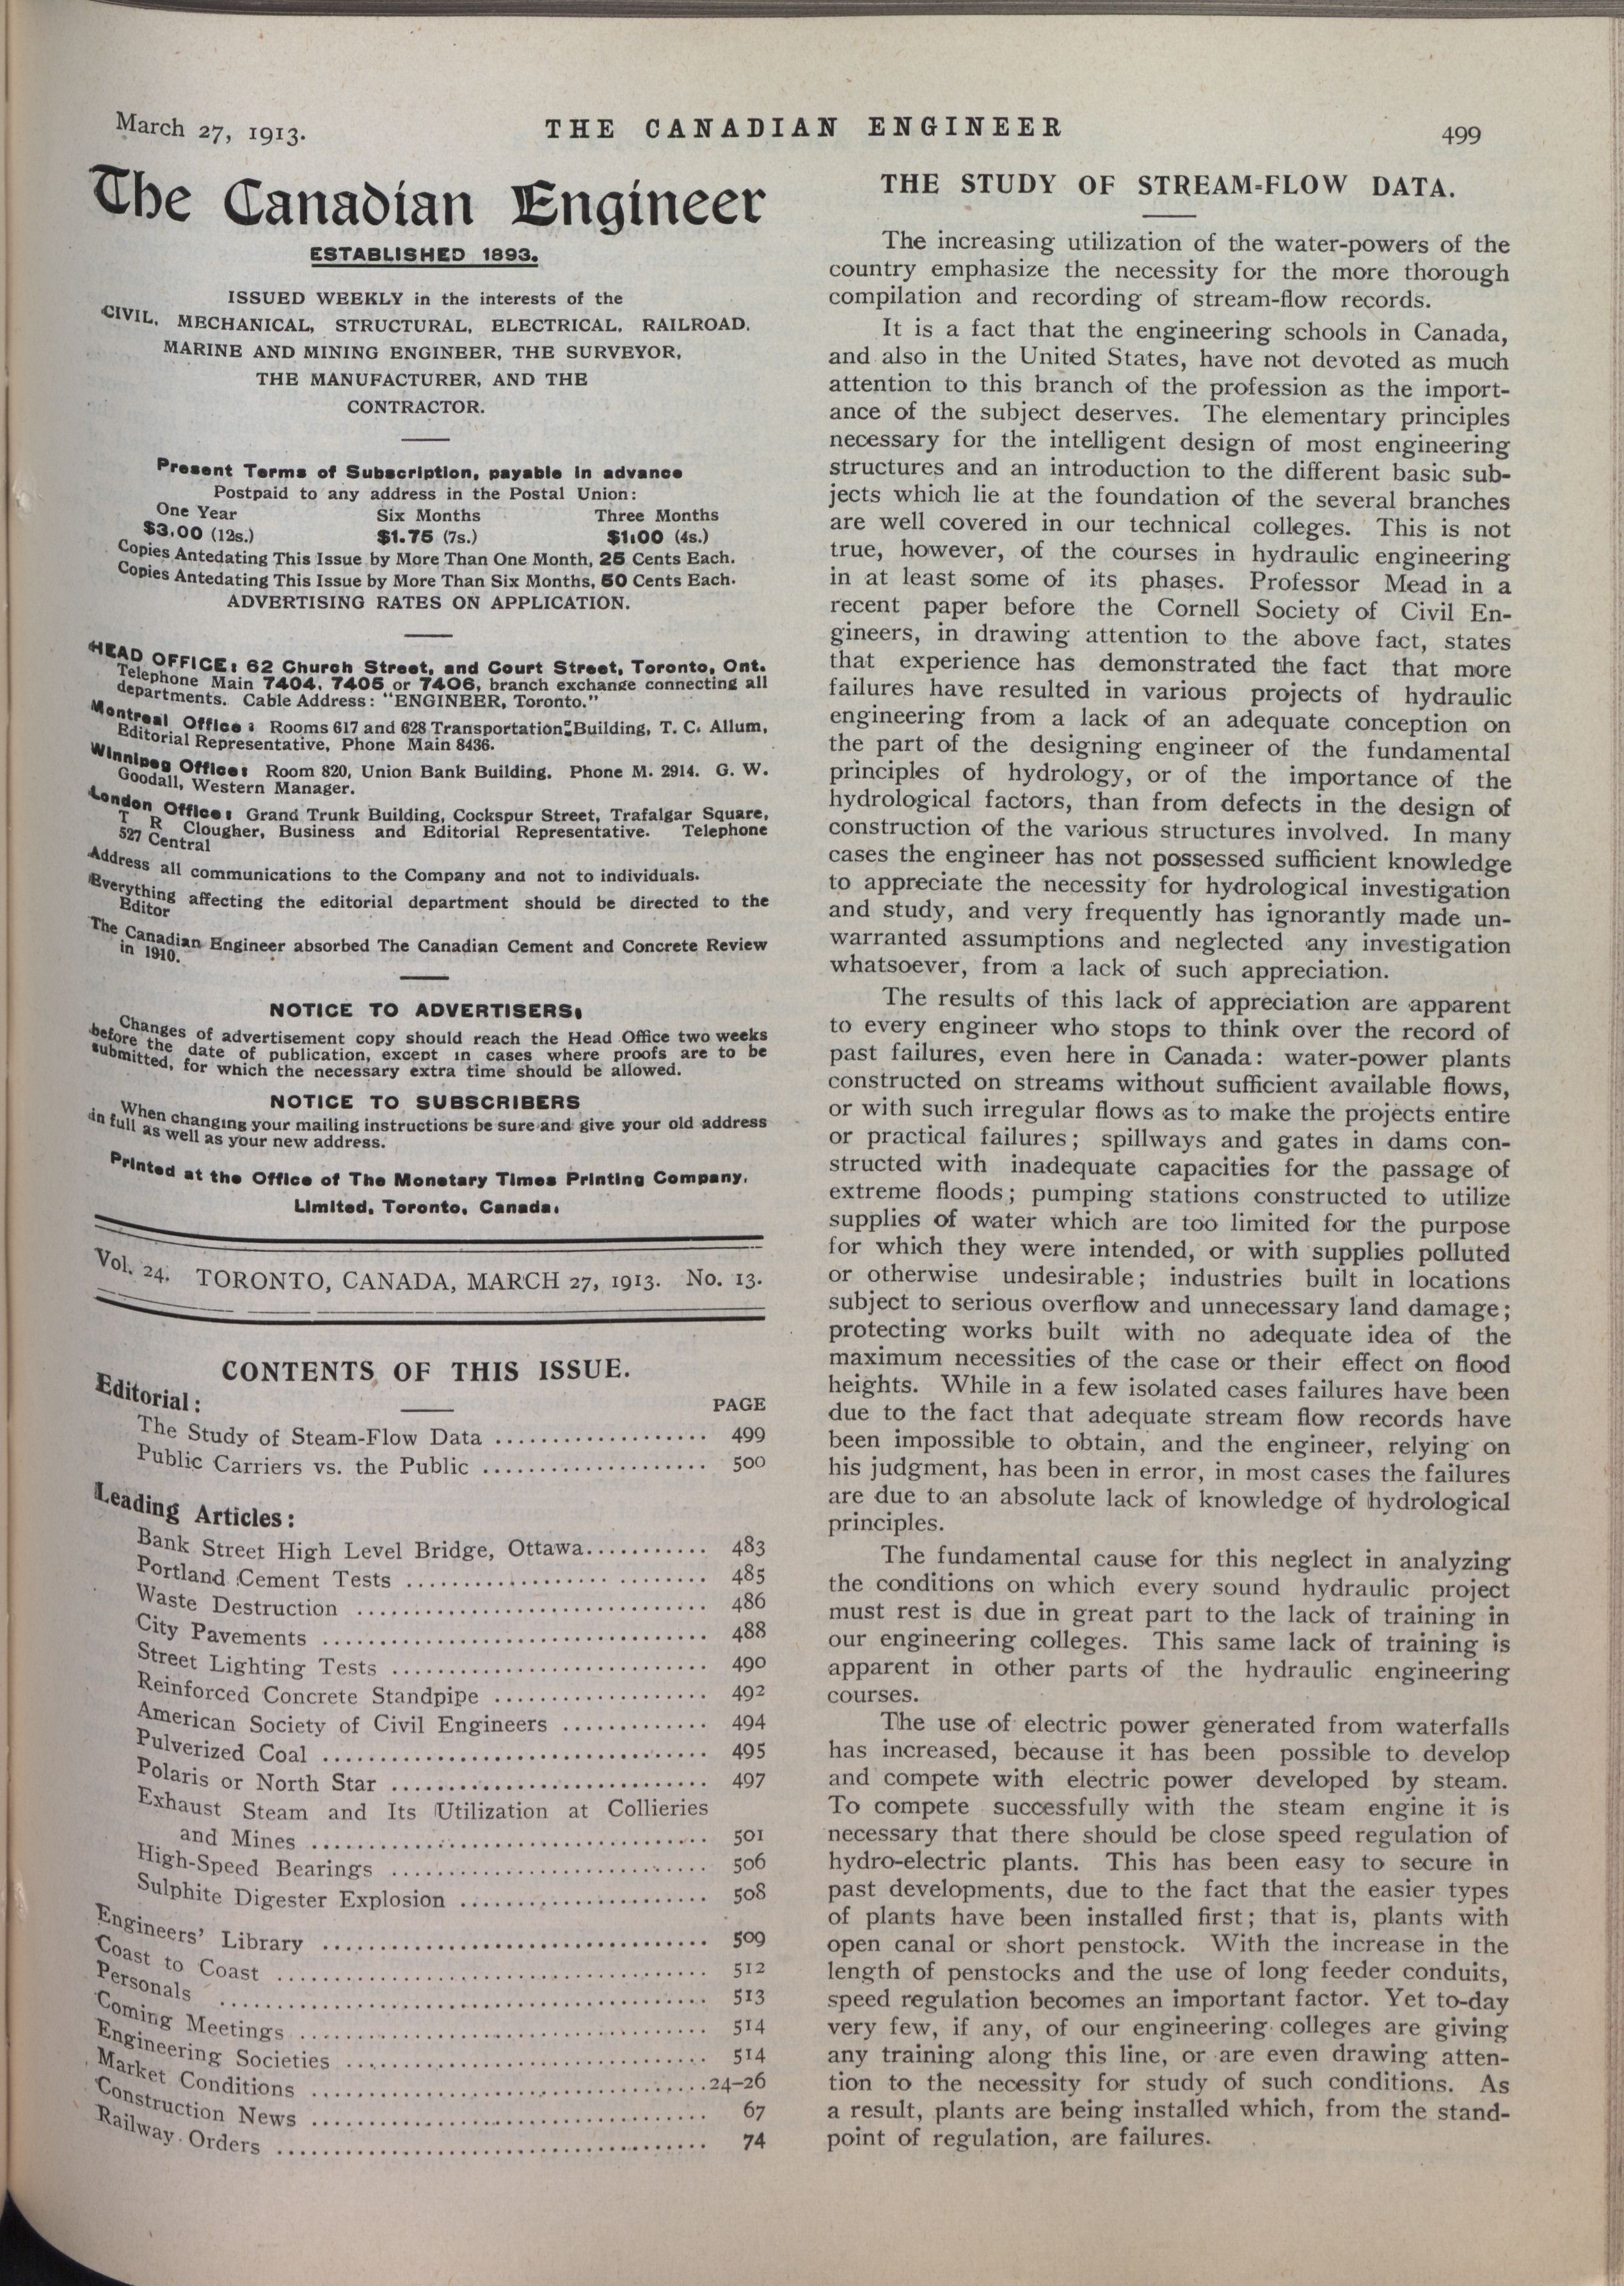 March 27, 1913.
THE CANADIAN ENGINEER
499
The Canadian Engineer
ESTABLISHED 1893.
ISSUED WEEKLY in the interests of the
CIVIL, MECHANICAL, STRUCTURAL, ELECTRICAL, RAILROAD,
MARINE AND MINING ENGINEER, THE SURVEYOR,
THE MANUFACTURER, AND THE
CONTRACTOR.
Present Terms of Subscription, payable in advance
Postpaid to any address in the Postal Union:
One Year Six Months Three Months
$3.00 (12s.) $1.75 (7s.) $1.00 (4s.)
Copies Antedating This Issue by More Than One Month, 25 Cents Each.
Copies Antedating This Issue by More Than Six Months, 50 Cents Each.
ADVERTISING RATES ON APPLICATION.
HEAD OFFICE: 62 Church Street, and Court Street, Toronto, Ont.
Telephone Main 7404, 7405 or 7406, branch exchange connecting all
departments. Cable Address: "ENGINEER, Toronto."
Montreal Office: Rooms 617 and 628 Transportation Building, T. C. Allum,
Editorial Representative, Phone Main 8436.
Winnipeg Office: Room 820, Union Bank Building. Phone M. 2914. G. W.
Goodall, Western Manager.
London Office: Grand Trunk Building, Cockspur Street, Trafalgar Square,
T R Clougher, Business and Editorial Representative. Telephone
527 Central
Address all communications to the Company and not to individuals.
Everything affecting the editorial department should be directed to the
Editor
The Canadian Engineer absorbed The Canadian Cement and Concrete Review
in 1910.
NOTICE TO ADVERTISERS.
Changes of advertisement copy should reach the Head Office two weeks
before the date of publication, except in cases where proofs are to be
submitted, for which the necessary extra time should be allowed.
NOTICE TO SUBSCRIBERS
When changing your mailing instructions be sure and give your old address
in full as well as your new address.
Printed at the Office of The Monetary Times Printing Company,
Limited, Toronto, Canada.
Vol. 24. TORONTO, CANADA, MARCH 27, 1913. No. 13.
CONTENTS OF THIS ISSUE.
Editorial: PAGE
The Study of Steam-Flow Data ................... 499
Public Carriers vs. the Public .................... 500
Leading Articles:
Bank Street High Level Bridge, Ottawa........... 483
Portland Cement Tests ........................... 485
Waste Destruction ............................... 486
City Pavements .................................. 488
Street Lighting Tests ............................ 490
Reinforced Concrete Standpipe ................... 492
American Society of Civil Engineers ............. 494
Pulverized Coal .................................. 495
Polaris or North Star ............................ 497
Exhaust Steam and Its Utilization at Collieries
and Mines ................................... 501
High-Speed Bearings ............................ 506
Sulphite Digester Explosion ...................... 508
Engineers' Library .................................. 509
Coast to Coast ...................................... 512
Personals ........................................... 513
Coming Meetings .................................... 514
Engineering Societies ................................ 514
Market Conditions ...................................24-26
Construction News ................................... 67
Railway Orders ...................................... 74
THE STUDY OF STREAM-FLOW DATA.
The increasing utilization of the water-powers of the
country emphasize the necessity for the more thorough
compilation and recording of stream-flow records.
It is a fact that the engineering schools in Canada,
and also in the United States, have not devoted as much
attention to this branch of the profession as the import-
ance of the subject deserves. The elementary principles
necessary for the intelligent design of most engineering
structures and an introduction to the different basic sub-
jects which lie at the foundation of the several branches
are well covered in our technical colleges. This is not
true, however, of the courses in hydraulic engineering
in at least some of its phases. Professor Mead in a
recent paper before the Cornell Society of Civil En-
gineers, in drawing attention to the above fact, states
that experience has demonstrated the fact that more
failures have resulted in various projects of hydraulic
engineering from a lack of an adequate conception on
the part of the designing engineer of the fundamental
principles of hydrology, or of the importance of the
hydrological factors, than from defects in the design of
construction of the various structures involved. In many
cases the engineer has not possessed sufficient knowledge
to appreciate the necessity for hydrological investigation
and study, and very frequently has ignorantly made un-
warranted assumptions and neglected any investigation
whatsoever, from a lack of such appreciation.
The results of this lack of appreciation are apparent
to every engineer who stops to think over the record of
past failures, even here in Canada: water-power plants
constructed on streams without sufficient available flows,
or with such irregular flows as to make the projects entire
or practical failures; spillways and gates in dams con-
structed with inadequate capacities for the passage of
extreme floods; pumping stations constructed to utilize
supplies of water which are too limited for the purpose
for which they were intended, or with supplies polluted
or otherwise undesirable; industries built in locations
subject to serious overflow and unnecessary land damage;
protecting works built with no adequate idea of the
maximum necessities of the case or their effect on flood
heights. While in a few isolated cases failures have been
due to the fact that adequate stream flow records have
been impossible to obtain, and the engineer, relying on
his judgment, has been in error, in most cases the failures
are due to an absolute lack of knowledge of hydrological
principles.
The fundamental cause for this neglect in analyzing
the conditions on which every sound hydraulic project
must rest is due in great part to the lack of training in
our engineering colleges. This same lack of training is
apparent in other parts of the hydraulic engineering
courses.
The use of electric power generated from waterfalls
has increased, because it has been possible to develop
and compete with electric power developed by steam.
To compete successfully with the steam engine it is
necessary that there should be close speed regulation of
hydro-electric plants. This has been easy to secure in
past developments, due to the fact that the easier types
of plants have been installed first; that is, plants with
open canal or short penstock. With the increase in the
length of penstocks and the use of long feeder conduits,
speed regulation becomes an important factor. Yet to-day
very few, if any, of our engineering colleges are giving
any training along this line, or are even drawing atten-
tion to the necessity for study of such conditions. As
a result, plants are being installed which, from the stand-
point of regulation, are failures.